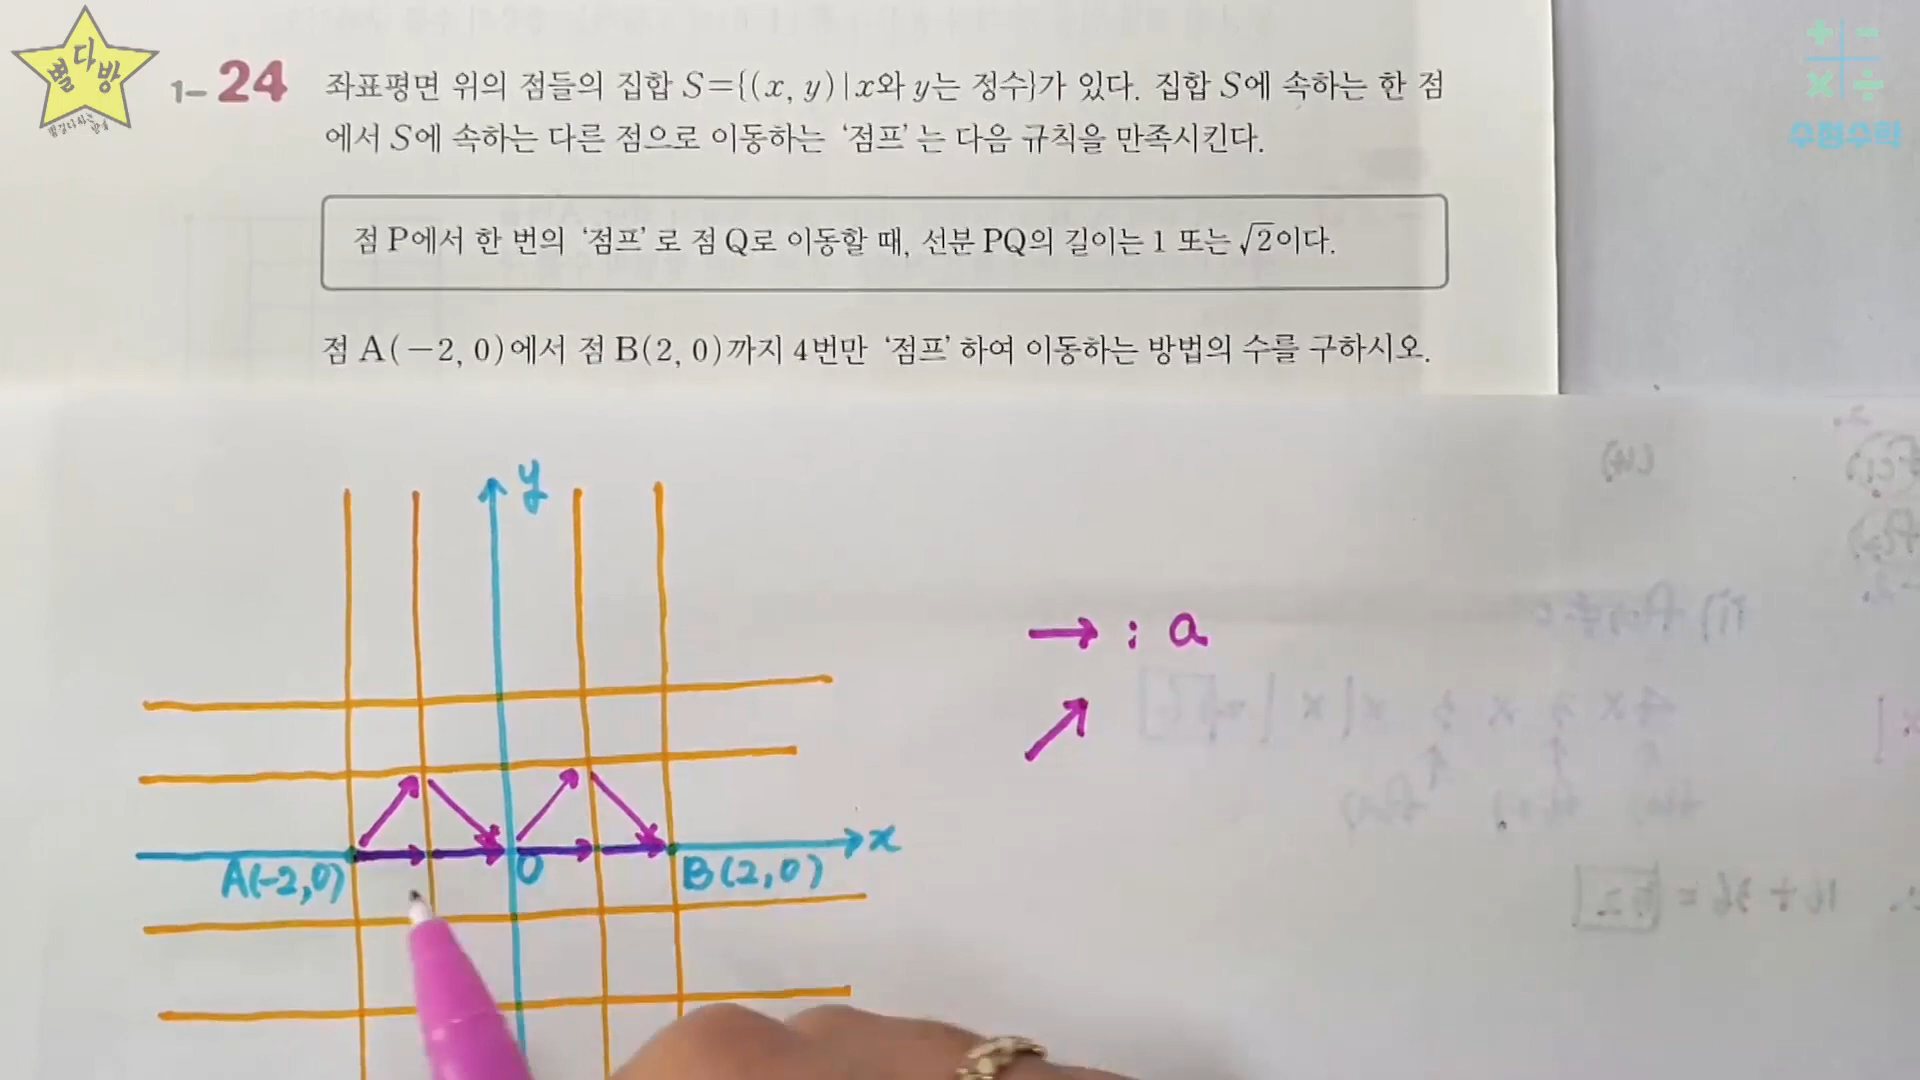 별다방
1-24 좌표평면 위의 점들의 집합 S={(x, y)|x와 y는 정수}가 있다. 집합 S에 속하는 한 점
에서 S에 속하는 다른 점으로 이동하는 ‘점프’는 다음 규칙을 만족시킨다.
점 P에서 한 번의 ‘점프’로 점 Q로 이동할 때, 선분 PQ의 길이는 1 또는 √2이다.
점 A(-2, 0)에서 점 B(2, 0)까지 4번만 ‘점프’하여 이동하는 방법의 수를 구하시오.
+ - × ÷
수험수학
y
→ : a
↗
x
A(-2,0) O B(2,0)